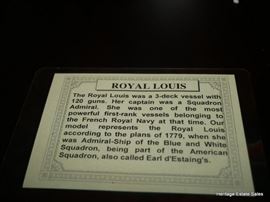 ROYAL LOUIS
The Royal Louis was a 3-deck vessel with
120 guns. Her captain was a Squadron
Admiral. She was one of the most
powerful first-rank vessels belonging to
the French Royal Navy at that time. Our
model represents the Royal Louis
according to the plans of 1779, when she
was Admiral-Ship of the Blue and White
Squadron, being part of the American
Squadron, also called Earl d'Estaing's.
Heritage Estate Sales